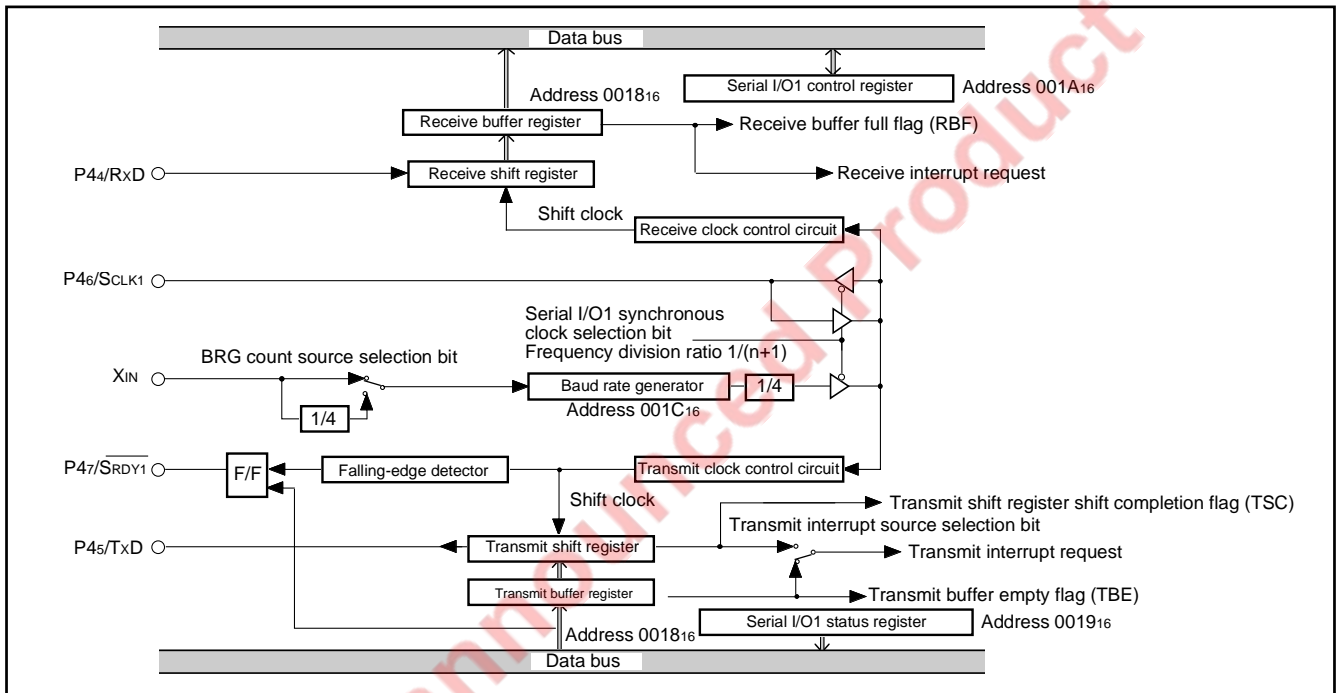 Data bus
Serial I/O1 control register
Address 001A16
Address 001816
Receive buffer register
Receive buffer full flag (RBF)
P44/RXD
Receive shift register
Receive interrupt request
Shift clock
Receive clock control circuit
P46/SCLK1
Serial I/O1 synchronous
clock selection bit
Frequency division ratio 1/(n+1)
BRG count source selection bit
XIN
Baud rate generator
1/4
1/4
Address 001C16
P47/SRDY1
F/F
Falling-edge detector
Transmit clock control circuit
Shift clock
Transmit shift register shift completion flag (TSC)
Transmit interrupt source selection bit
P45/TXD
Transmit shift register
Transmit interrupt request
Transmit buffer register
Transmit buffer empty flag (TBE)
Address 001816
Serial I/O1 status register
Address 001916
Data bus
nnounced Product